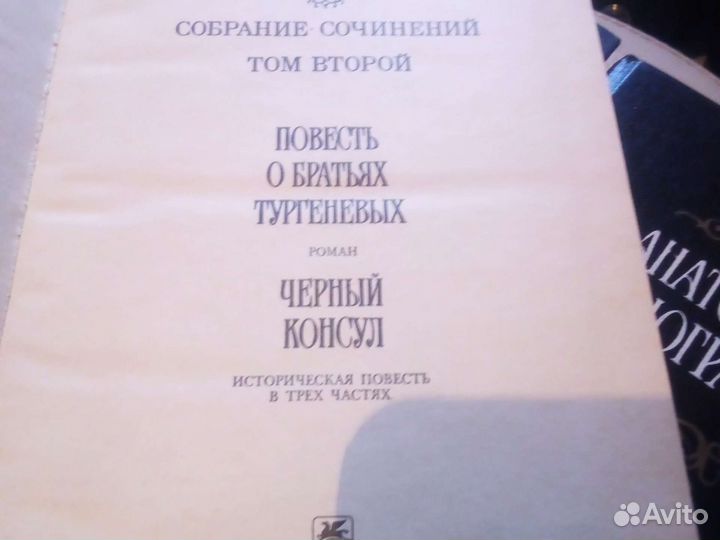 СОБРАНИЕ·СОЧИНЕНИЙ
ТОМ ВТОРОЙ
ПОВЕСТЬ
О БРАТЬЯХ
ТУРГЕНЕВЫХ
РОМАН
ЧЕРНЫЙ
КОНСУЛ
ИСТОРИЧЕСКАЯ ПОВЕСТЬ
В ТРЕХ ЧАСТЯХ
Avito